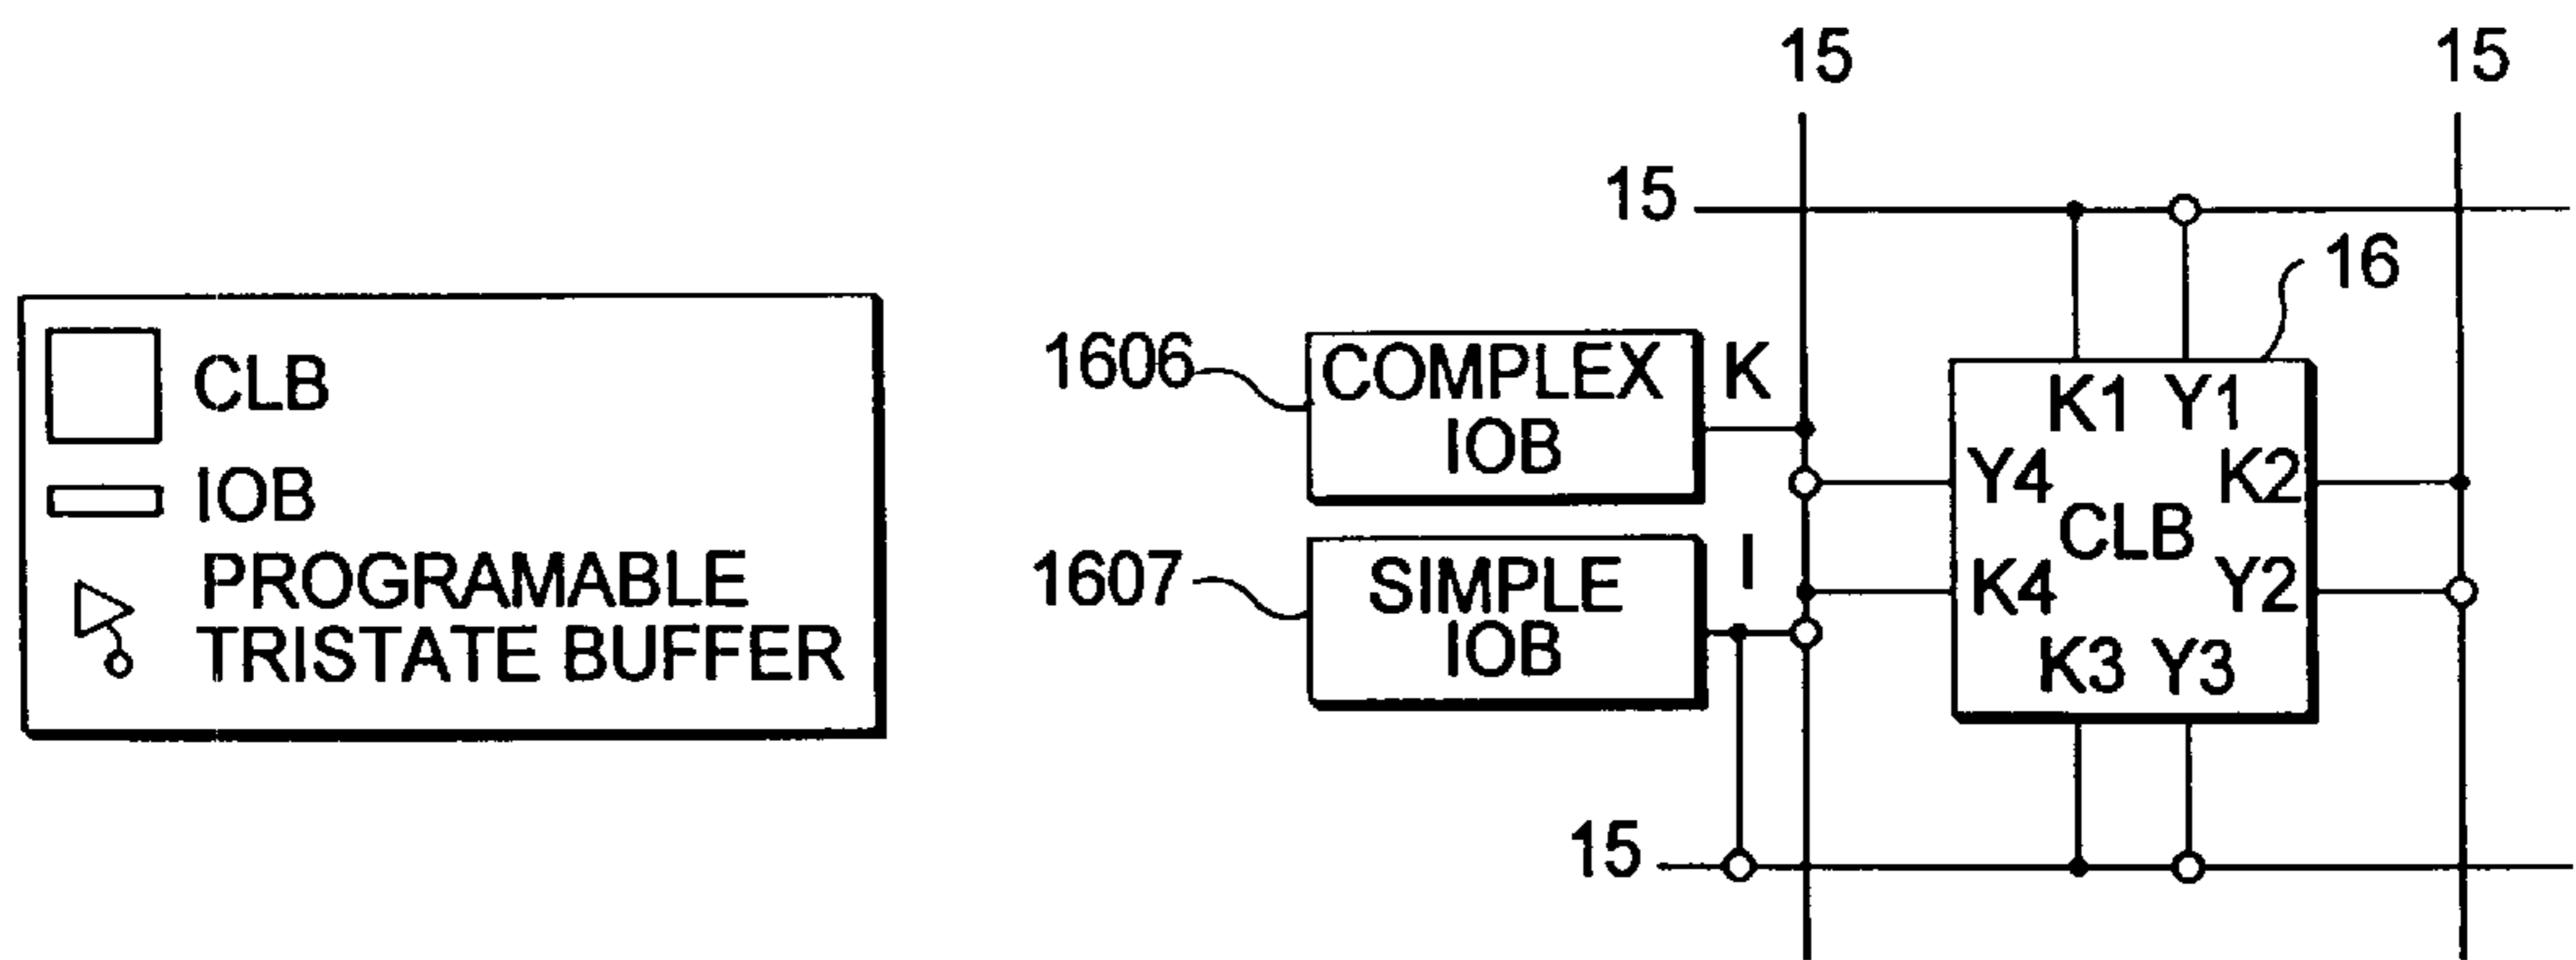 CLB
IOB
PROGRAMABLE
TRISTATE BUFFER
15
15
15
16
1606
COMPLEX
IOB
K
K1 Y1
Y4
K2
CLB
1607
SIMPLE
IOB
I
K4
Y2
K3 Y3
15